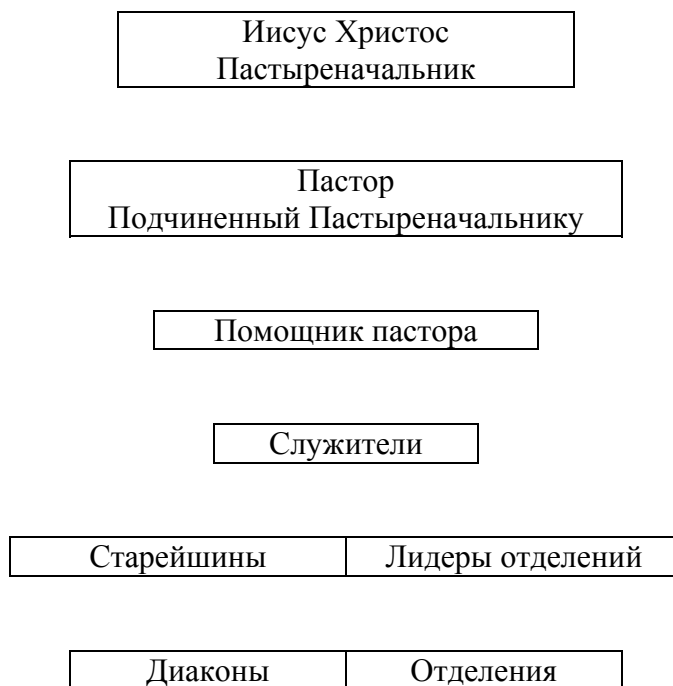 Иисус Христос
Пастыреначальник
Пастор
Подчиненный Пастыреначальнику
Помощник пастора
Служители
Старейшины Лидеры отделений
Диаконы Отделения